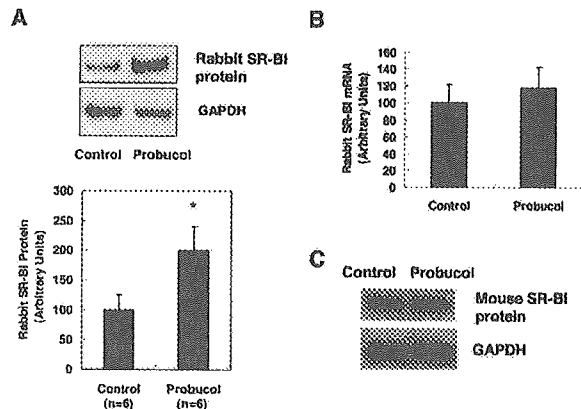 A
Rabbit SR-BI
protein
GAPDH
Control Probucol
Rabbit SR-BI Protein
(Arbitrary Units)
300
250
200
150
100
50
0
*
Control
(n=6)
Probucol
(n=6)
B
Rabbit SR-BI mRNA
(Arbitrary Units)
160
140
120
100
80
60
40
20
0
Control
Probucol
C
Control Probucol
Mouse SR-BI
protein
GAPDH